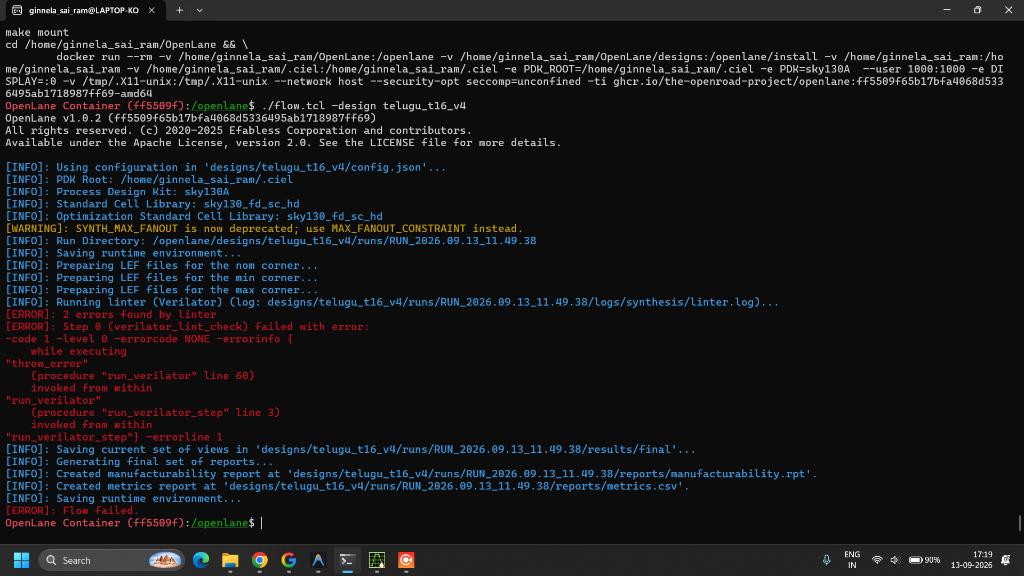 ginnela_sai_ram@LAPTOP-KO
make mount
cd /home/ginnela_sai_ram/OpenLane && \
        docker run --rm -v /home/ginnela_sai_ram/OpenLane:/openlane -v /home/ginnela_sai_ram/OpenLane/designs:/openlane/install -v /home/ginnela_sai_ram:/ho
me/ginnela_sai_ram -v /home/ginnela_sai_ram/.ciel:/home/ginnela_sai_ram/.ciel -e PDK_ROOT=/home/ginnela_sai_ram/.ciel -e PDK=sky130A  --user 1000:1000 -e DI
SPLAY=:0 -v /tmp/.X11-unix:/tmp/.X11-unix --network host --security-opt seccomp=unconfined -ti ghcr.io/the-openroad-project/openlane:ff5509f65b17bfa4068d533
6495ab1718987ff69-amd64
OpenLane Container (ff5509f):/openlane$ ./flow.tcl -design telugu_t16_v4
OpenLane v1.0.2 (ff5509f65b17bfa4068d5336495ab1718987ff69)
All rights reserved. (c) 2020-2025 Efabless Corporation and contributors.
Available under the Apache License, version 2.0. See the LICENSE file for more details.
[INFO]: Using configuration in 'designs/telugu_t16_v4/config.json'...
[INFO]: PDK Root: /home/ginnela_sai_ram/.ciel
[INFO]: Process Design Kit: sky130A
[INFO]: Standard Cell Library: sky130_fd_sc_hd
[INFO]: Optimization Standard Cell Library: sky130_fd_sc_hd
[WARNING]: SYNTH_MAX_FANOUT is now deprecated; use MAX_FANOUT_CONSTRAINT instead.
[INFO]: Run Directory: /openlane/designs/telugu_t16_v4/runs/RUN_2026.09.13_11.49.38
[INFO]: Saving runtime environment...
[INFO]: Preparing LEF files for the nom corner...
[INFO]: Preparing LEF files for the min corner...
[INFO]: Preparing LEF files for the max corner...
[INFO]: Running linter (Verilator) (log: designs/telugu_t16_v4/runs/RUN_2026.09.13_11.49.38/logs/synthesis/linter.log)...
[ERROR]: 2 errors found by linter
[ERROR]: Step 0 (verilator_lint_check) failed with error:
-code 1 -level 0 -errorcode NONE -errorinfo {
    while executing
"throw_error"
    (procedure "run_verilator" line 60)
    invoked from within
"run_verilator"
    (procedure "run_verilator_step" line 3)
    invoked from within
"run_verilator_step"} -errorline 1
[INFO]: Saving current set of views in 'designs/telugu_t16_v4/runs/RUN_2026.09.13_11.49.38/results/final'...
[INFO]: Generating final set of reports...
[INFO]: Created manufacturability report at 'designs/telugu_t16_v4/runs/RUN_2026.09.13_11.49.38/reports/manufacturability.rpt'.
[INFO]: Created metrics report at 'designs/telugu_t16_v4/runs/RUN_2026.09.13_11.49.38/reports/metrics.csv'.
[INFO]: Saving runtime environment...
[ERROR]: Flow failed.
OpenLane Container (ff5509f):/openlane$
Search
ENG
IN
90%
17:19
13-09-2026